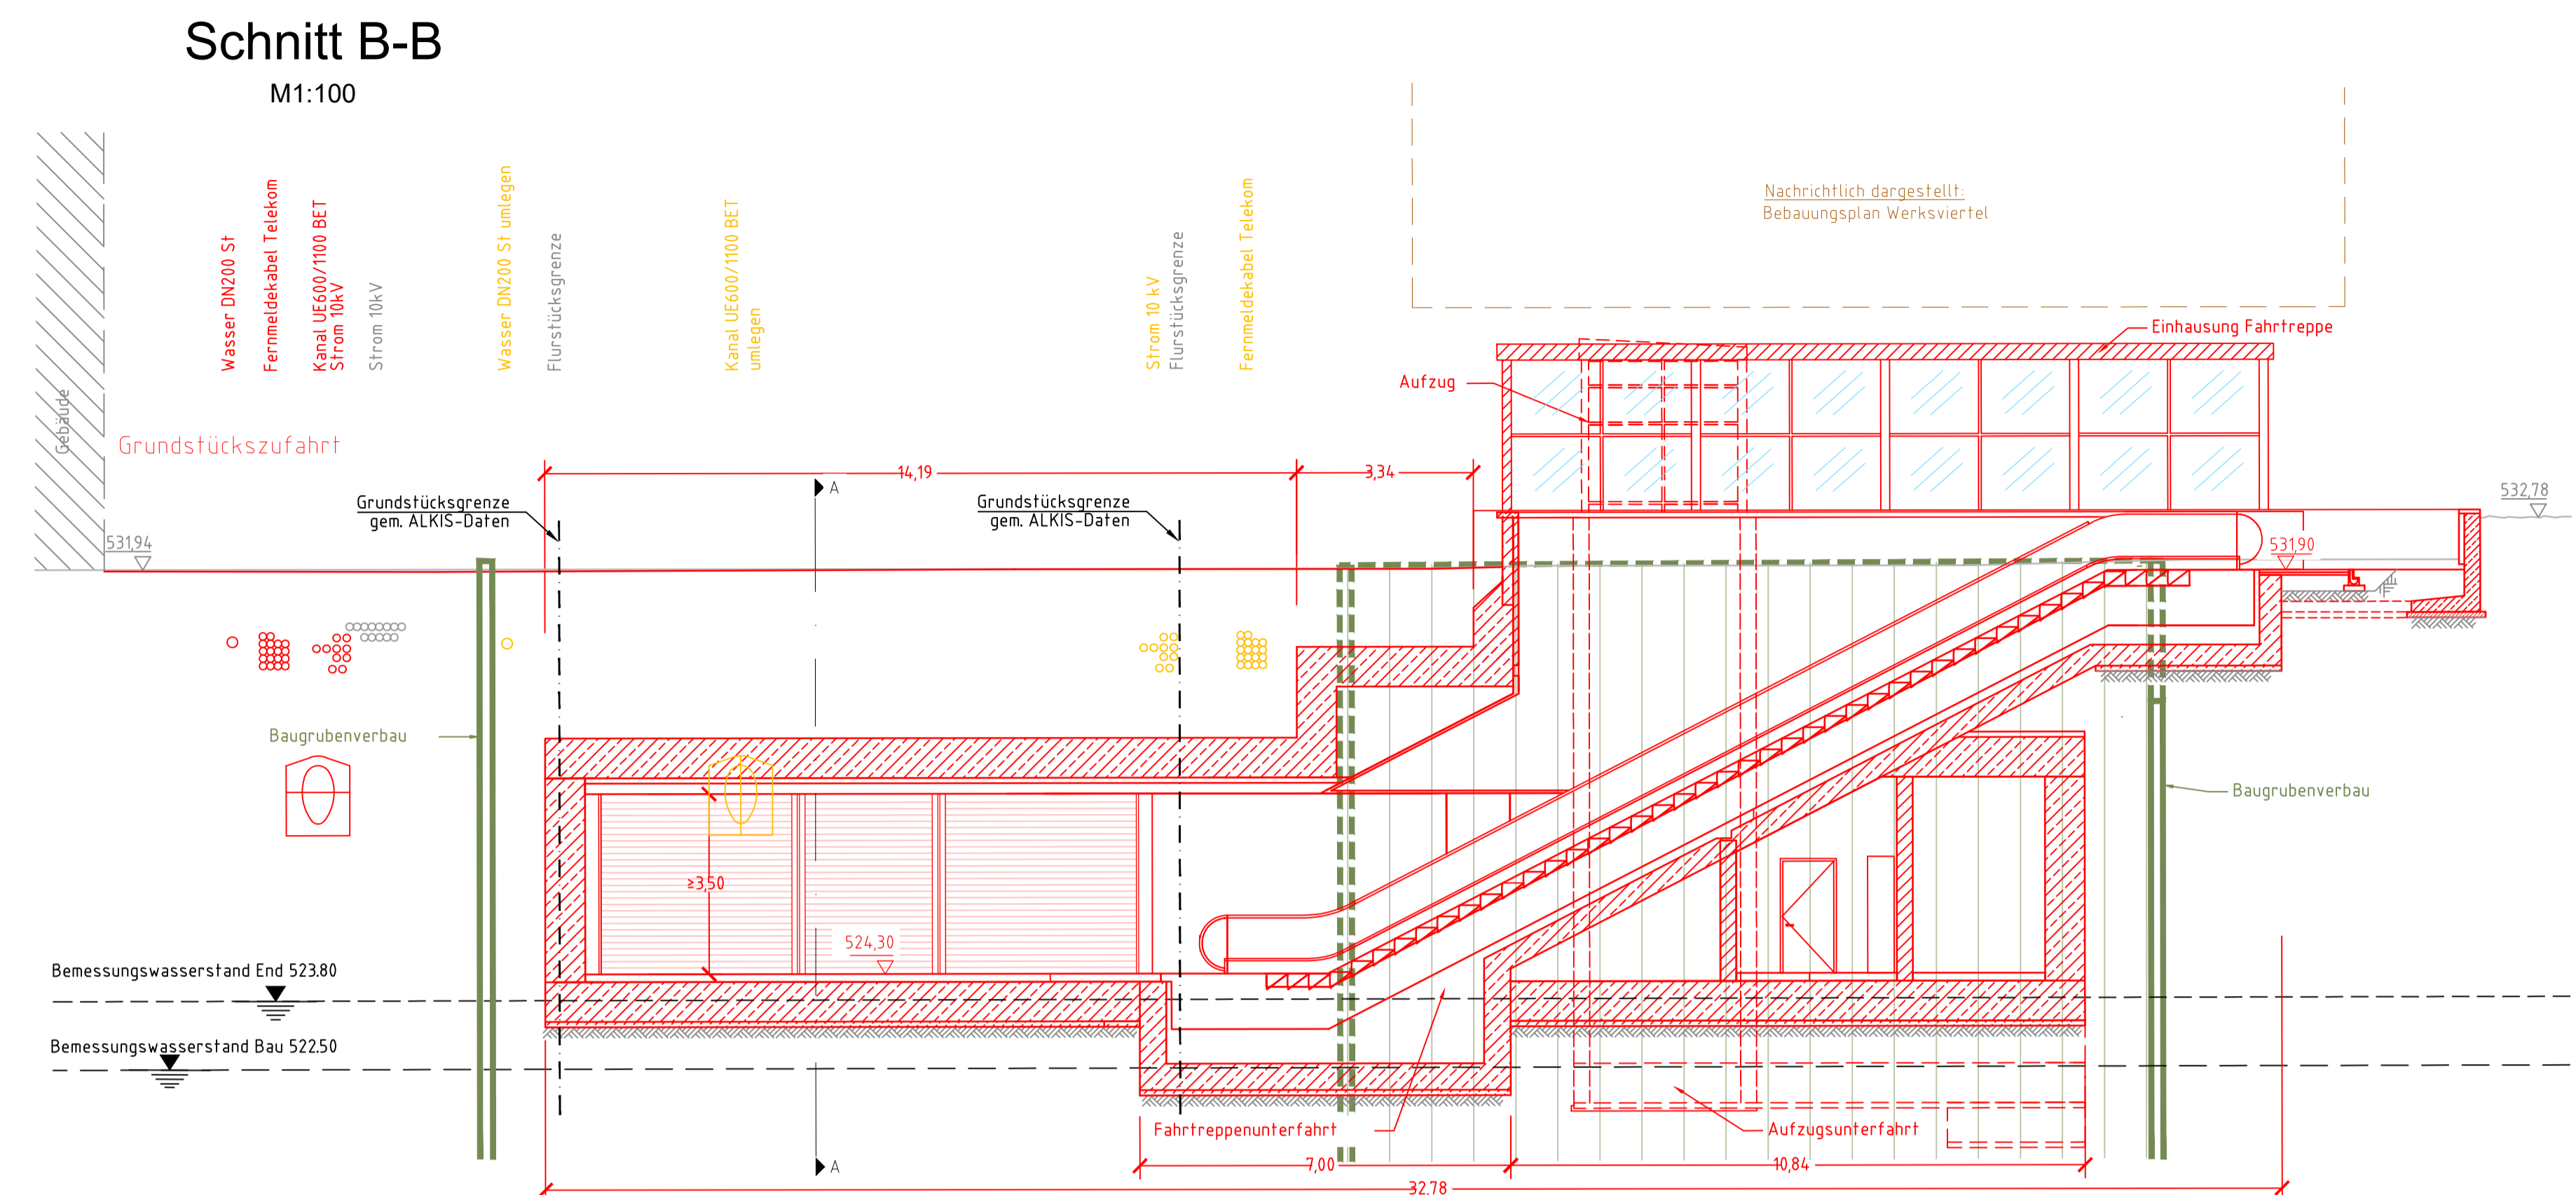 Schnitt B-B
M1:100
Gebäude
Wasser DN200 St
Fernmeldekabel Telekom
Kanal UE600/1100 BET
Strom 10kV
Strom 10kV
Wasser DN200 St umlegen
Flurstücksgrenze
Kanal UE600/1100 BET
umlegen
Strom 10 kV
Flurstücksgrenze
Fernmeldekabel Telekom
Nachrichtlich dargestellt:
Bebauungsplan Werksviertel
Einhausung Fahrtreppe
Aufzug
Grundstückszufahrt
14,19
3,34
A
Grundstücksgrenze
gem. ALKIS-Daten
Grundstücksgrenze
gem. ALKIS-Daten
532,78
531,94
531,90
Baugrubenverbau
Baugrubenverbau
≥3,50
524,30
Bemessungswasserstand End 523.80
Bemessungswasserstand Bau 522.50
Fahrtreppenunterfahrt
Aufzugsunterfahrt
A
7,00
10,84
32.78